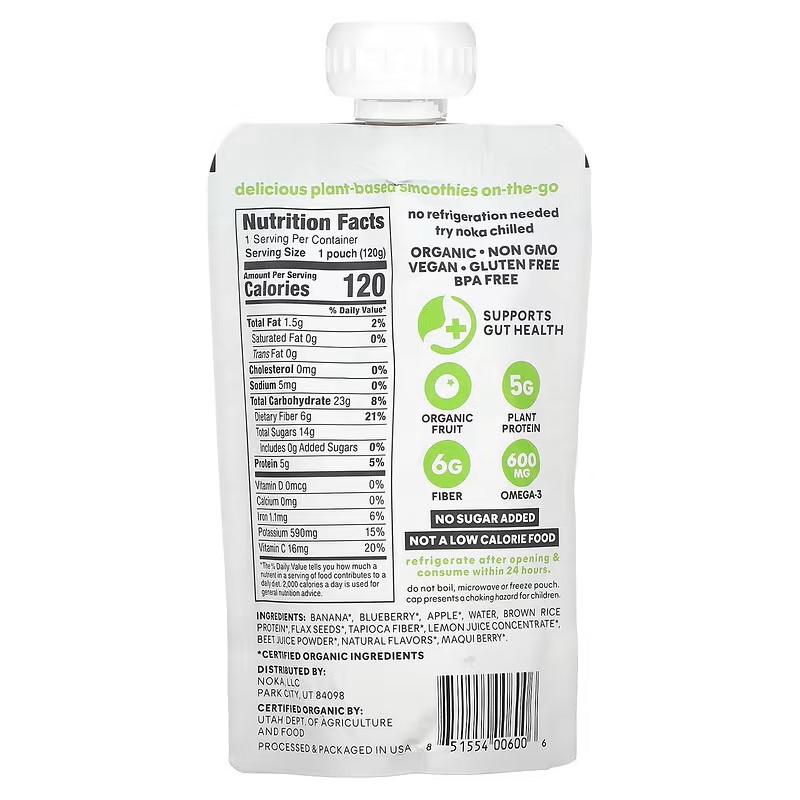 delicious plant-based smoothies on-the-go
Nutrition Facts
1 Serving Per Container
Serving Size 1 pouch (120g)
Amount Per Serving
Calories 120
% Daily Value*
Total Fat 1.5g 2%
Saturated Fat 0g 0%
Trans Fat 0g
Cholesterol 0mg 0%
Sodium 5mg 0%
Total Carbohydrate 23g 8%
Dietary Fiber 6g 21%
Total Sugars 14g
Includes 0g Added Sugars 0%
Protein 5g 5%
Vitamin D 0mcg 0%
Calcium 0mg 0%
Iron 1.1mg 6%
Potassium 590mg 15%
Vitamin C 16mg 20%
*The % Daily Value tells you how much a
nutrient in a serving of food contributes to a
daily diet. 2,000 calories a day is used for
general nutrition advice.
no refrigeration needed
try noka chilled
ORGANIC • NON GMO
VEGAN • GLUTEN FREE
BPA FREE
SUPPORTS
GUT HEALTH
ORGANIC
FRUIT
5G
PLANT
PROTEIN
6G
FIBER
600
MG
OMEGA-3
NO SUGAR ADDED
NOT A LOW CALORIE FOOD
refrigerate after opening &
consume within 24 hours.
do not boil, microwave or freeze pouch.
cap presents a choking hazard for children.
INGREDIENTS: BANANA*, BLUEBERRY*, APPLE*, WATER, BROWN RICE
PROTEIN*, FLAX SEEDS*, TAPIOCA FIBER*, LEMON JUICE CONCENTRATE*,
BEET JUICE POWDER*, NATURAL FLAVORS*, MAQUI BERRY*.
*CERTIFIED ORGANIC INGREDIENTS
DISTRIBUTED BY:
NOKA, LLC
PARK CITY, UT 84098
CERTIFIED ORGANIC BY:
UTAH DEPT. OF AGRICULTURE
AND FOOD
PROCESSED & PACKAGED IN USA
8 51554 00600 6